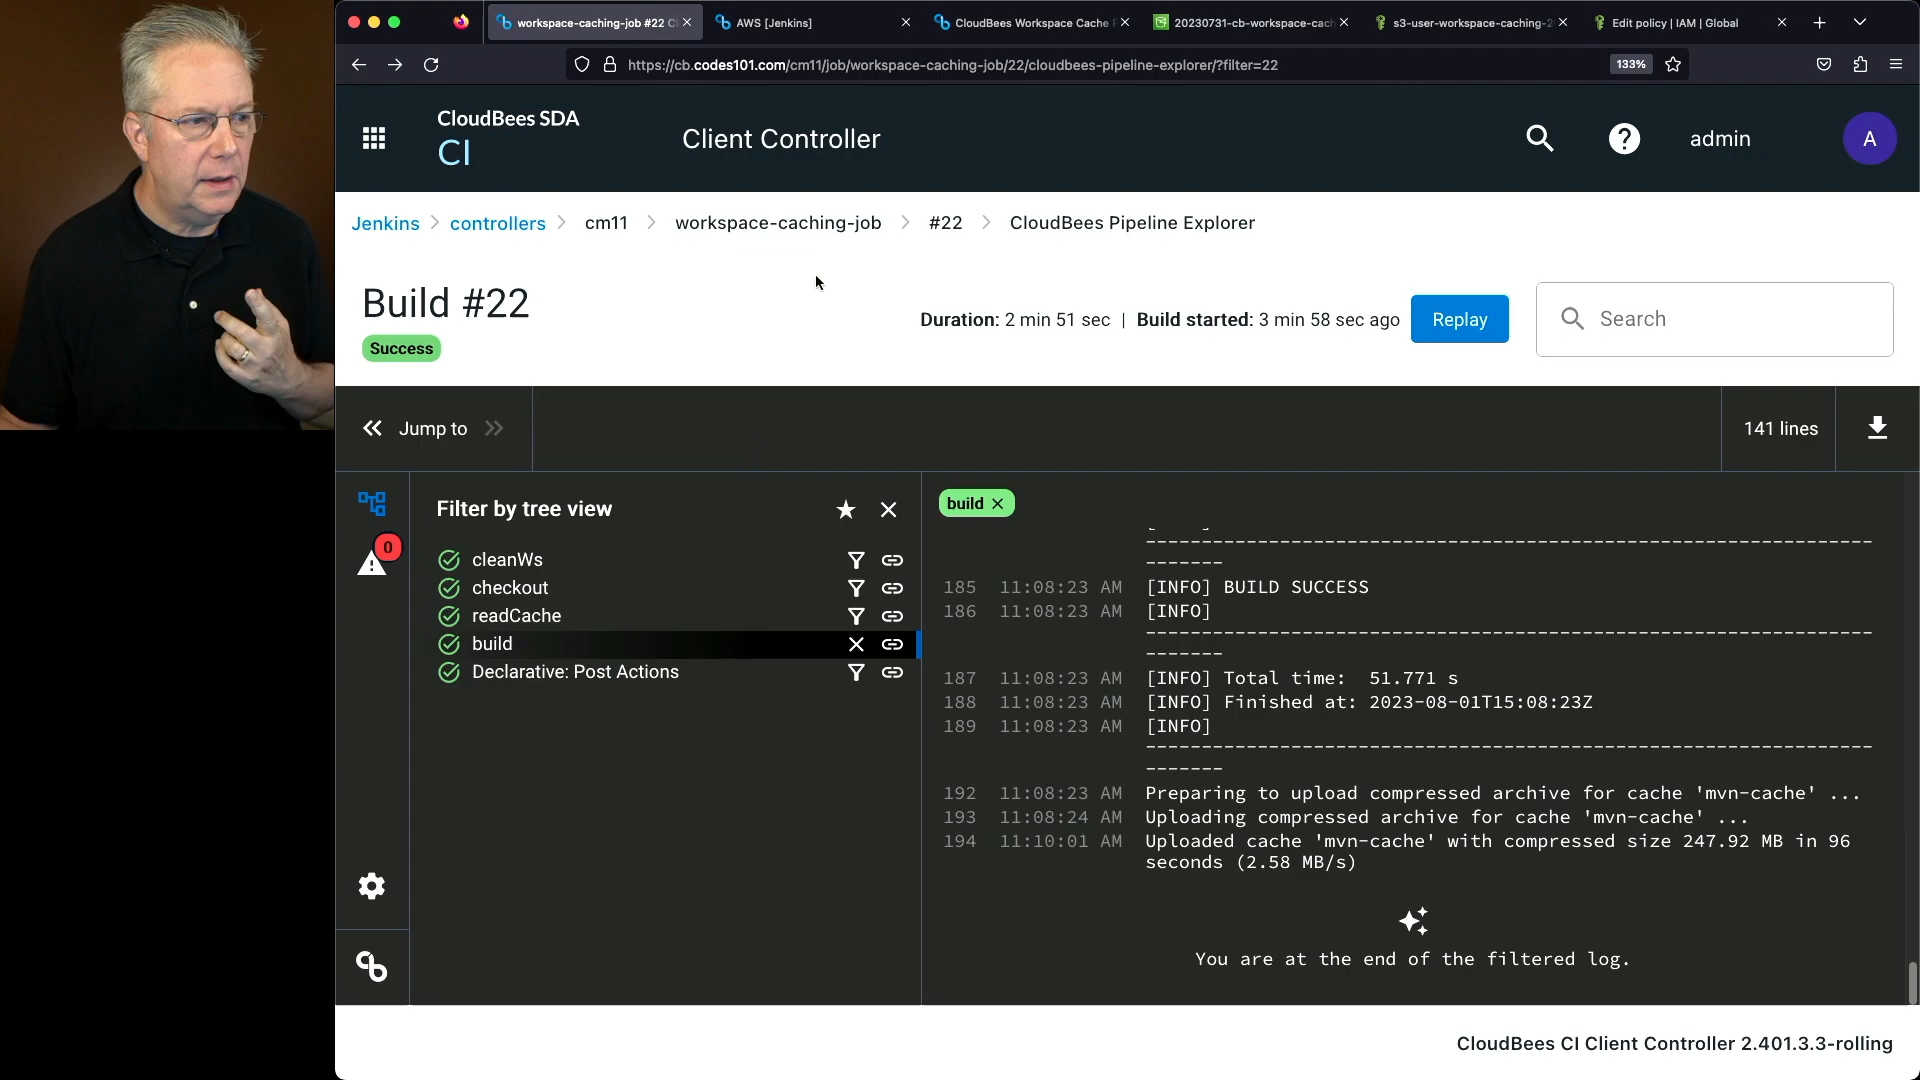 workspace-caching-job #22 C
AWS [Jenkins]
CloudBees Workspace Cache
20230731-cb-workspace-cach
s3-user-workspace-caching-2
Edit policy | IAM | Global
https://cb.codes101.com/cm11/job/workspace-caching-job/22/cloudbees-pipeline-explorer/?filter=22
133%
CloudBees SDA
CI
Client Controller
?
admin
A
Jenkins > controllers > cm11 > workspace-caching-job > #22 > CloudBees Pipeline Explorer
Build #22
Success
Duration: 2 min 51 sec | Build started: 3 min 58 sec ago
Replay
Search
Jump to
141 lines
0
Filter by tree view
cleanWs
checkout
readCache
build
Declarative: Post Actions
build
------------------------------------------------------------------
-------
185 11:08:23 AM [INFO] BUILD SUCCESS
186 11:08:23 AM [INFO]
------------------------------------------------------------------
-------
187 11:08:23 AM [INFO] Total time:  51.771 s
188 11:08:23 AM [INFO] Finished at: 2023-08-01T15:08:23Z
189 11:08:23 AM [INFO]
------------------------------------------------------------------
-------
192 11:08:23 AM Preparing to upload compressed archive for cache 'mvn-cache' ...
193 11:08:24 AM Uploading compressed archive for cache 'mvn-cache' ...
194 11:10:01 AM Uploaded cache 'mvn-cache' with compressed size 247.92 MB in 96
seconds (2.58 MB/s)
You are at the end of the filtered log.
CloudBees CI Client Controller 2.401.3.3-rolling